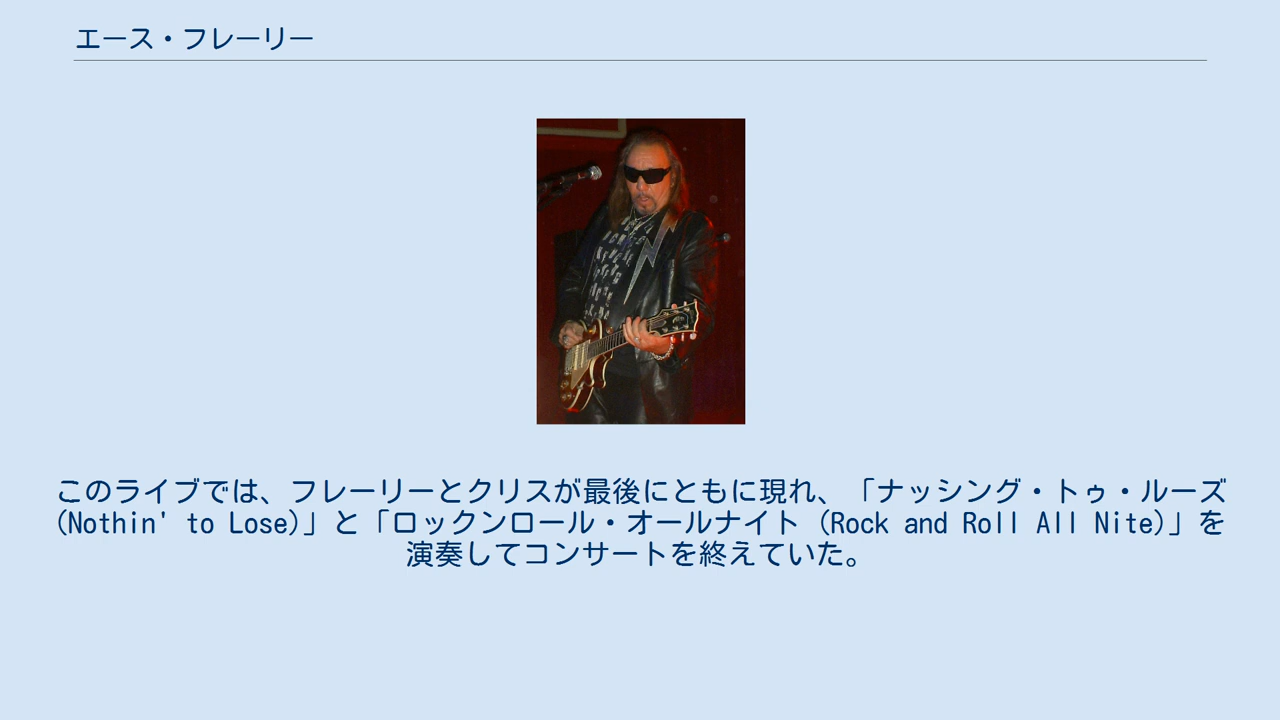 エース・フレーリー
このライブでは、フレーリーとクリスが最後にともに現れ、「ナッシング・トゥ・ルーズ
(Nothin' to Lose)」と「ロックンロール・オールナイト (Rock and Roll All Nite)」を
演奏してコンサートを終えていた。